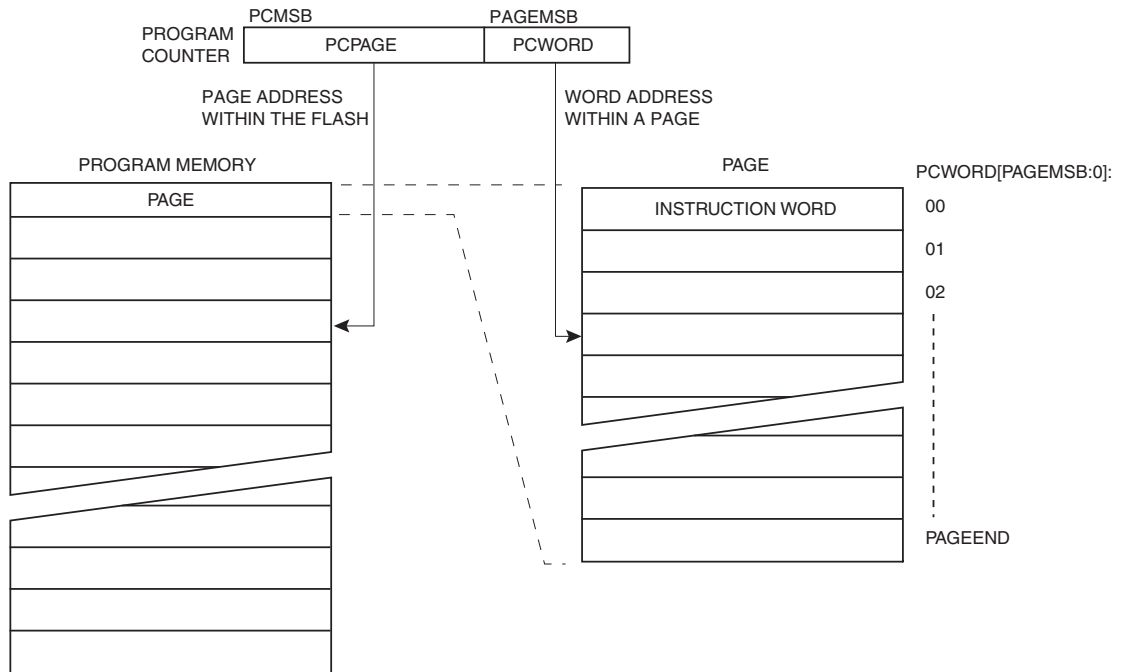 PCMSB
PAGEMSB
PROGRAM
COUNTER
PCPAGE
PCWORD
PAGE ADDRESS
WITHIN THE FLASH
WORD ADDRESS
WITHIN A PAGE
PROGRAM MEMORY
PAGE
PAGE
PCWORD[PAGEMSB:0]:
INSTRUCTION WORD
00
01
02
PAGEEND